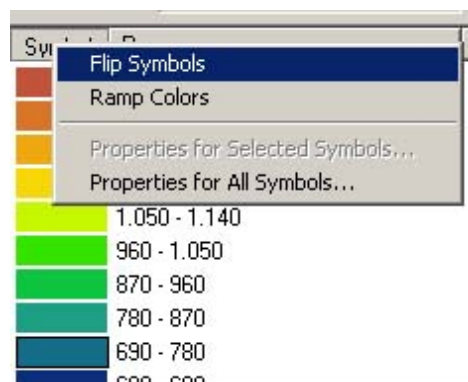 Flip Symbols
Ramp Colors
Properties for Selected Symbols...
Properties for All Symbols...
1.050 - 1.140
960 - 1.050
870 - 960
780 - 870
690 - 780